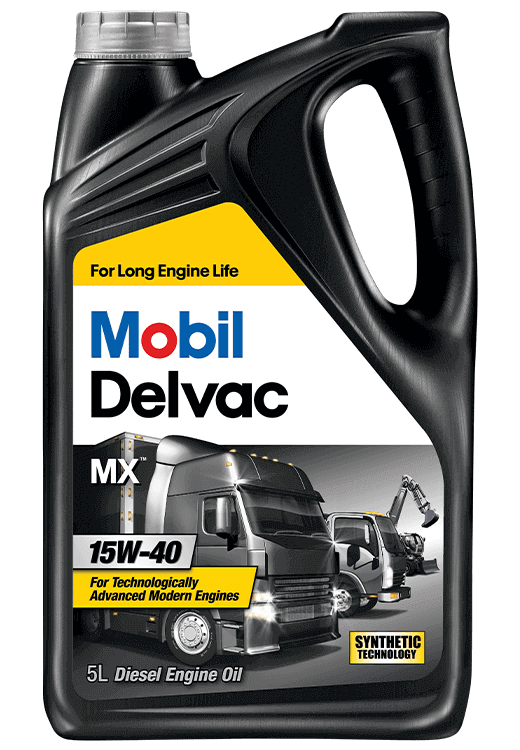 For Long Engine Life
Mobil
Delvac
MX™
15W-40
For Technologically
Advanced Modern Engines
SYNTHETIC
TECHNOLOGY
5L Diesel Engine Oil